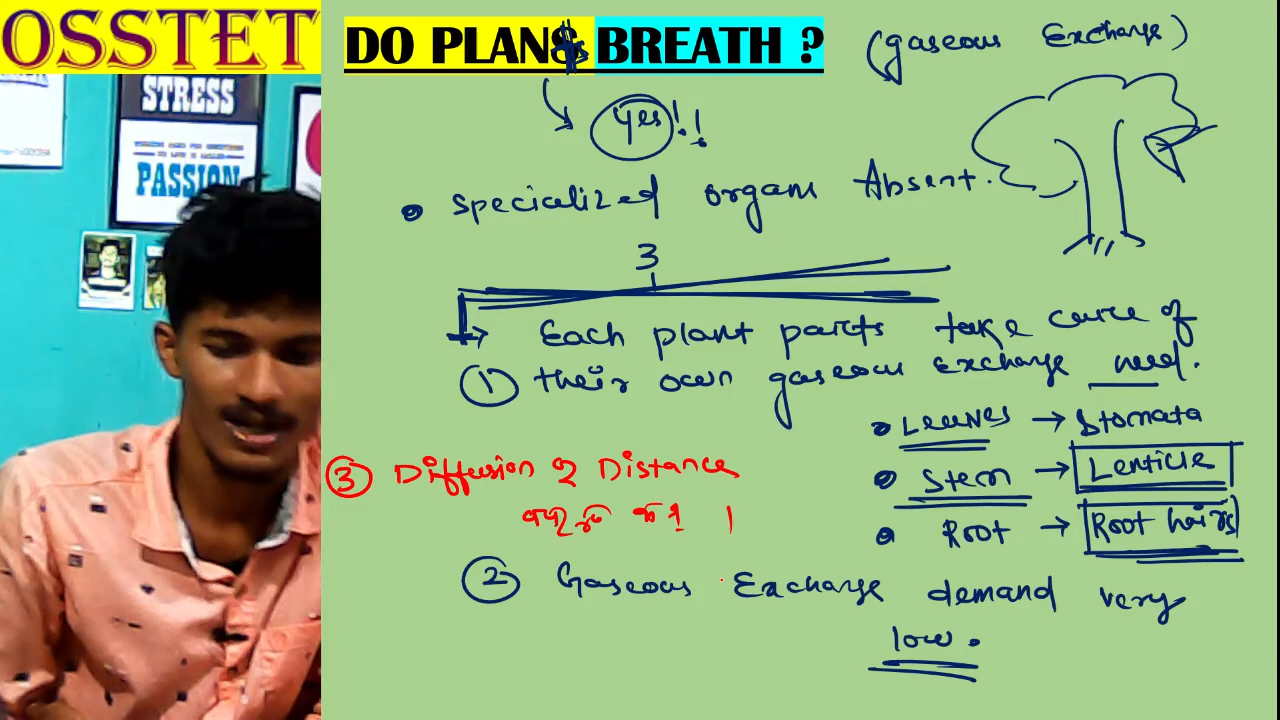 OSSTET
DO PLANts BREATH ?
(gaseous Exchange)
STRESS
PASSION
Yes!!
• specialized organs Absent.
3
→ Each plant parts take care of
① their own gaseous exchange need.
• Leaves → Stomata
• Stem → Lenticle
• Root → Root hairs
③ Diffusion ର Distance
② Gaseous Exchange demand very
low.